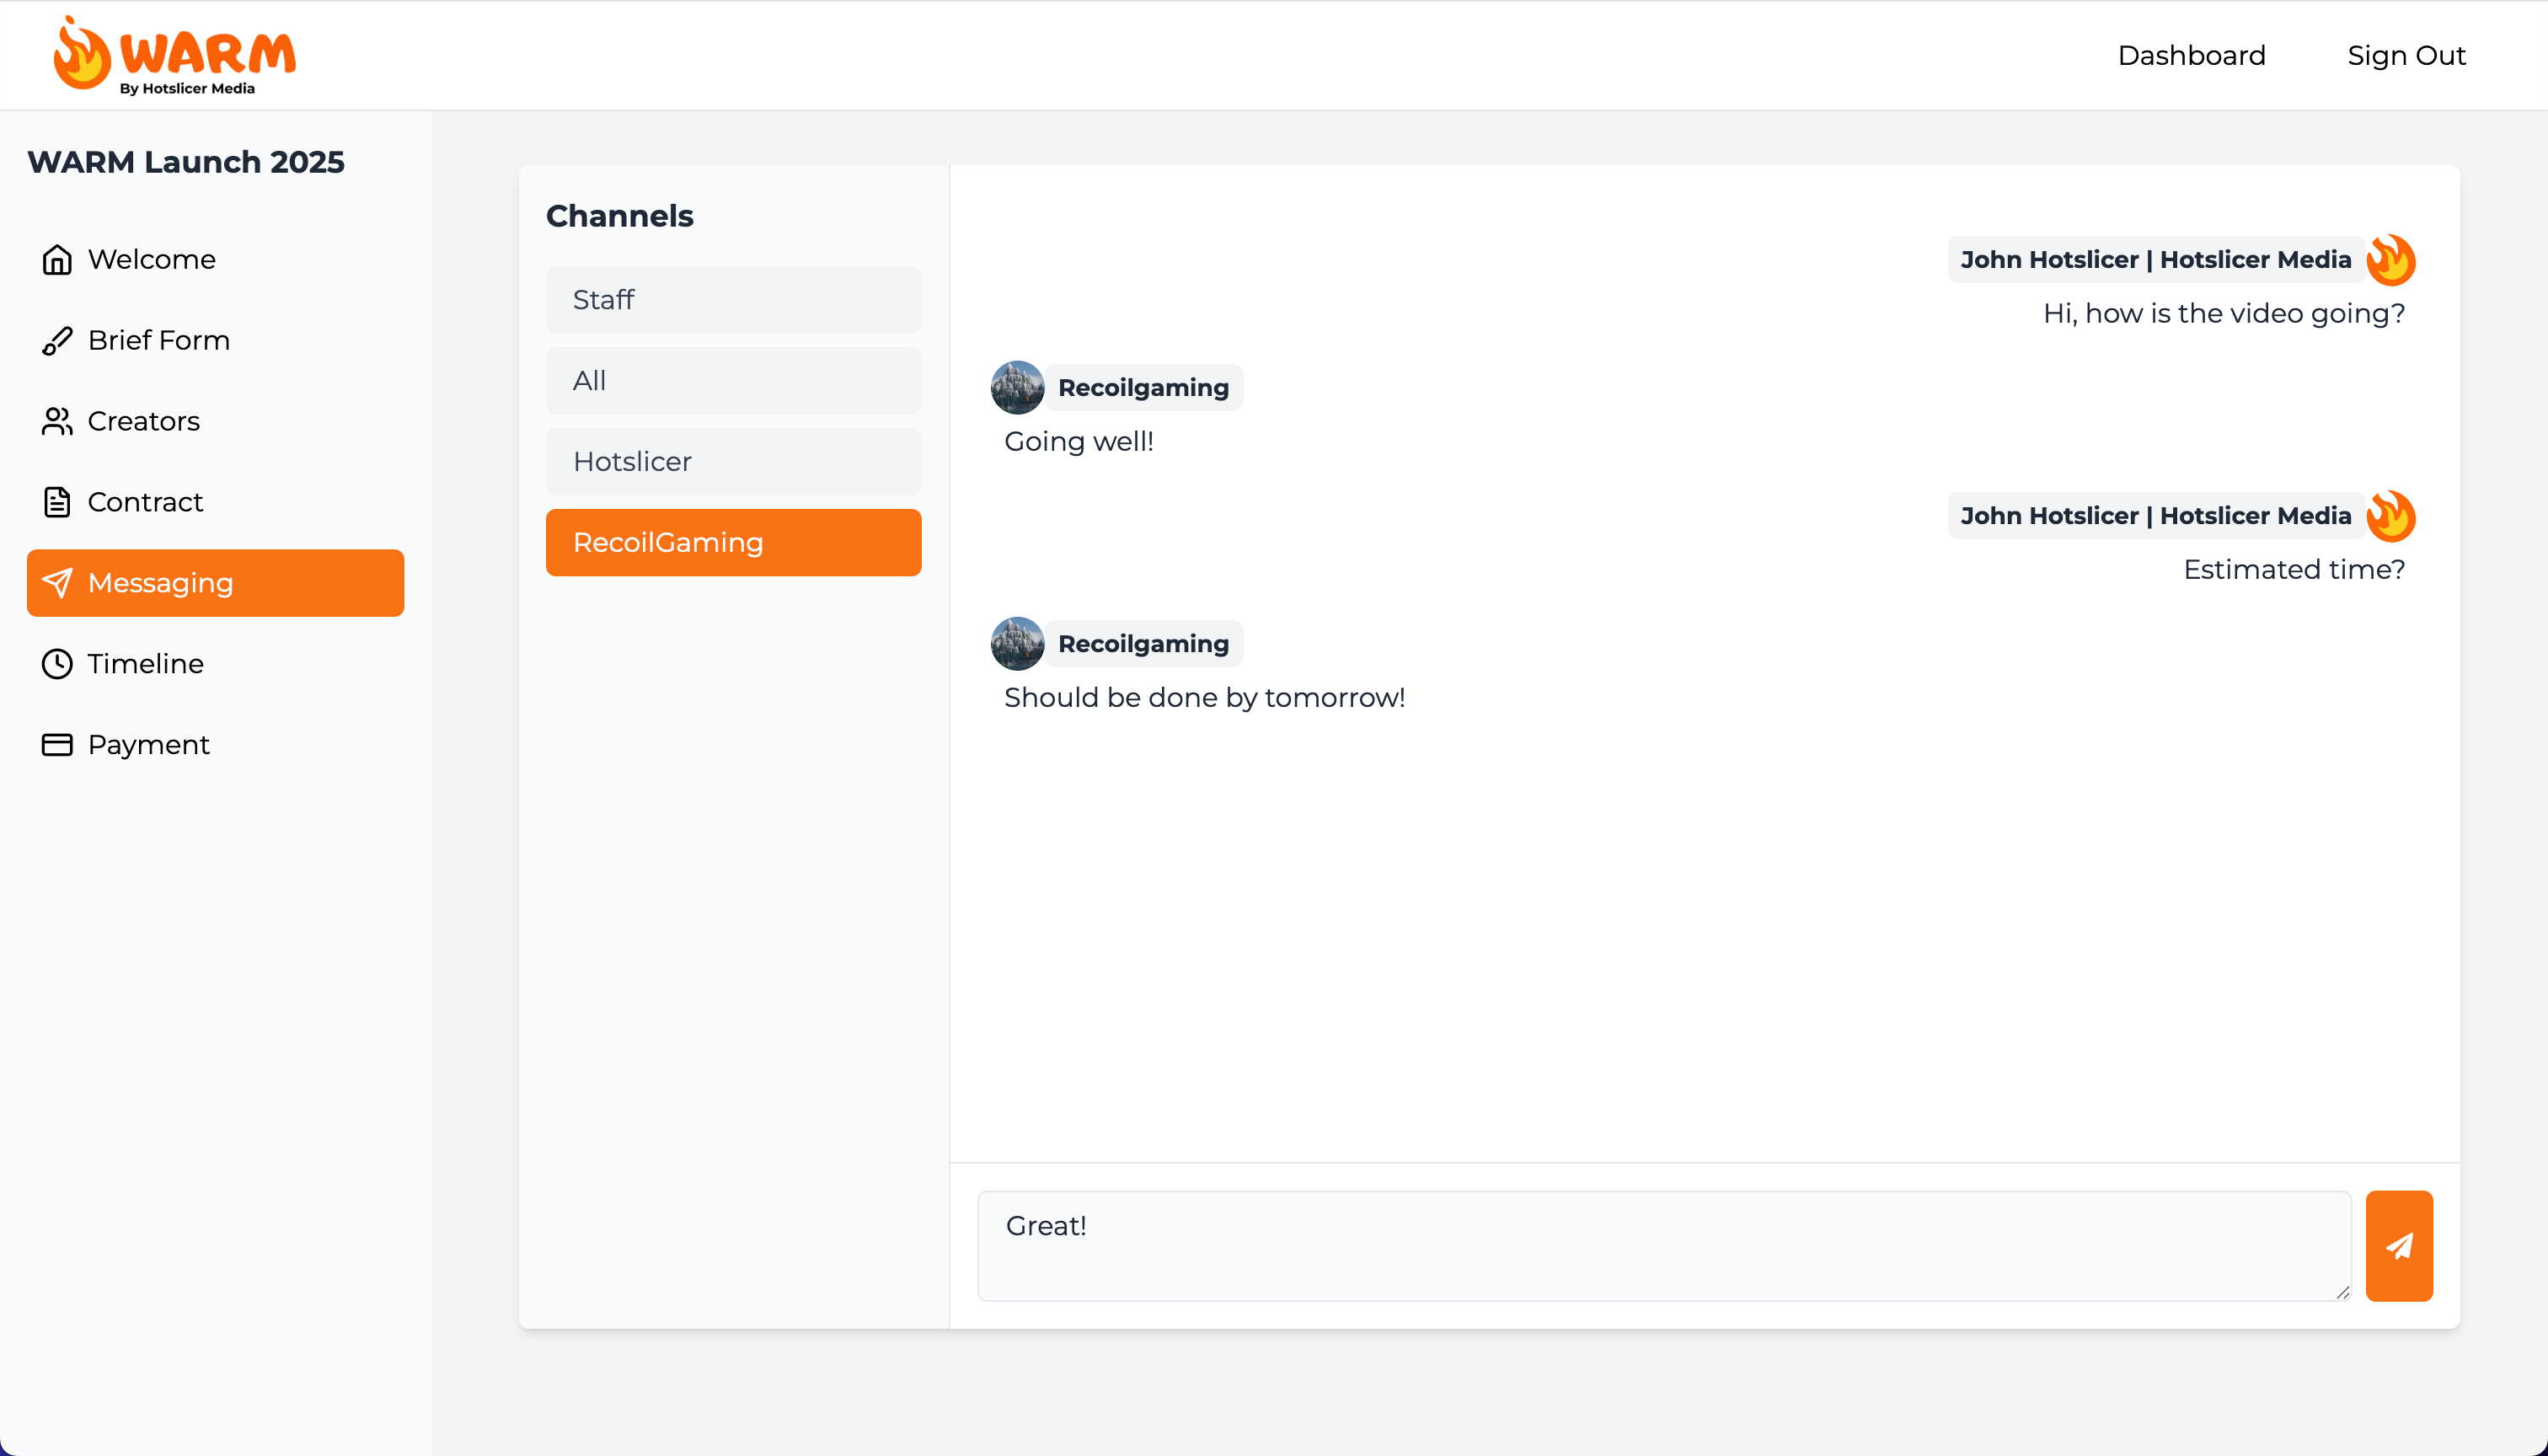 WARM
By Hotslicer Media
Dashboard
Sign Out
WARM Launch 2025
Welcome
Brief Form
Creators
Contract
Messaging
Timeline
Payment
Channels
Staff
All
Hotslicer
RecoilGaming
John Hotslicer | Hotslicer Media
Hi, how is the video going?
Recoilgaming
Going well!
John Hotslicer | Hotslicer Media
Estimated time?
Recoilgaming
Should be done by tomorrow!
Great!